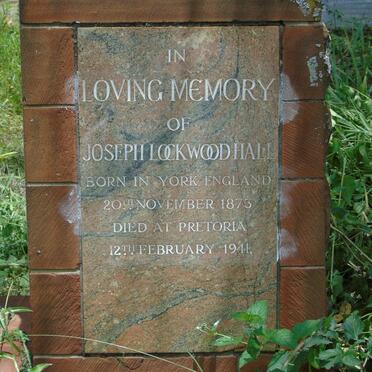 IN
LOVING MEMORY
OF
JOSEPH LOCKWOOD HALL
BORN IN YORK, ENGLAND
20TH NOVEMBER 1873
DIED AT PRETORIA
12TH FEBRUARY 1941.